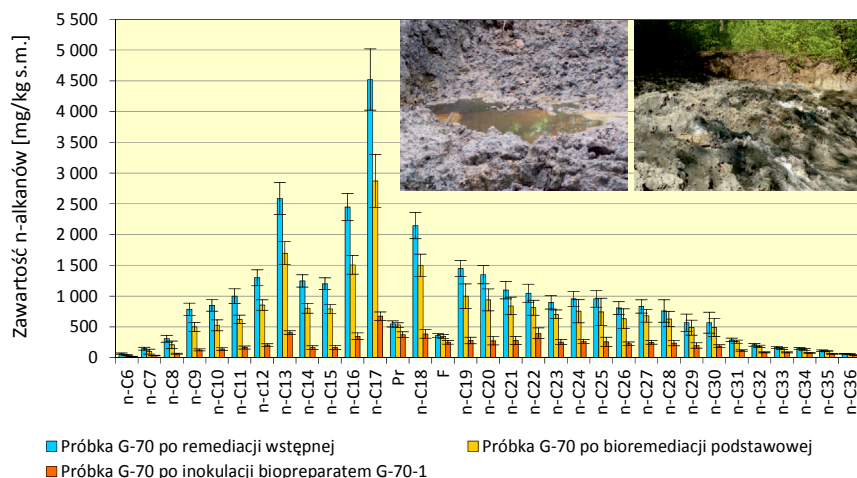 Zawartość n-alkanów [mg/kg s.m.]
5 500
5 000
4 500
4 000
3 500
3 000
2 500
2 000
1 500
1 000
500
0
n-C6
n-C7
n-C8
n-C9
n-C10
n-C11
n-c12
n-C13
n-C14
n-C15
n-C16
n-C17
Pr
n-C18
F
n-C19
n-C20
n-C21
n-C22
n-C23
n-C24
n-C25
n-C26
n-C27
n-C28
n-C29
n-C30
n-C31
n-C32
n-C33
n-C34
n-C35
n-C36
Próbka G-70 po remediacji wstępnej
Próbka G-70 po bioremediacji podstawowej
Próbka G-70 po inokulacji biopreparatem G-70-1